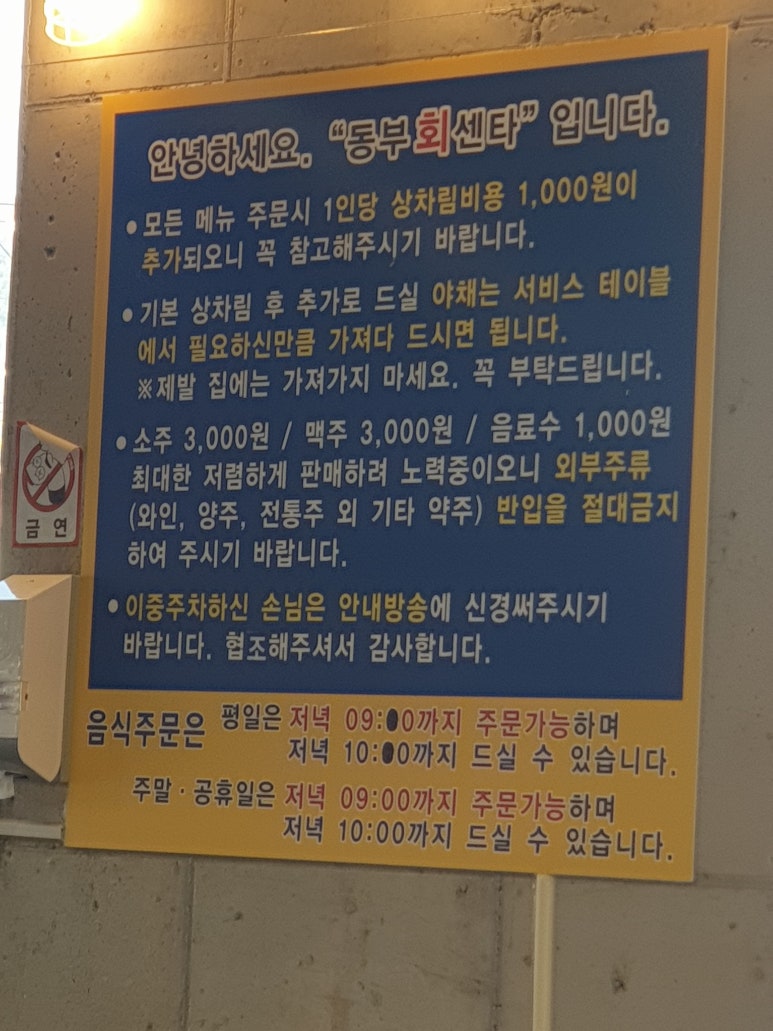 안녕하세요. “동부회센타” 입니다.
● 모든 메뉴 주문시 1인당 상차림비용 1,000원이
추가되오니 꼭 참고해주시기 바랍니다.
● 기본 상차림 후 추가로 드실 야채는 서비스 테이블
에서 필요하신만큼 가져다 드시면 됩니다.
※제발 집에는 가져가지 마세요. 꼭 부탁드립니다.
● 소주 3,000원 / 맥주 3,000원 / 음료수 1,000원
최대한 저렴하게 판매하려 노력중이오니 외부주류
(와인, 양주, 전통주 외 기타 약주) 반입을 절대금지
하여 주시기 바랍니다.
● 이중주차하신 손님은 안내방송에 신경써주시기
바랍니다. 협조해주셔서 감사합니다.
음식주문은 평일은 저녁 09:00까지 주문가능하며
저녁 10:00까지 드실 수 있습니다.
주말 · 공휴일은 저녁 09:00까지 주문가능하며
저녁 10:00까지 드실 수 있습니다.
금 연